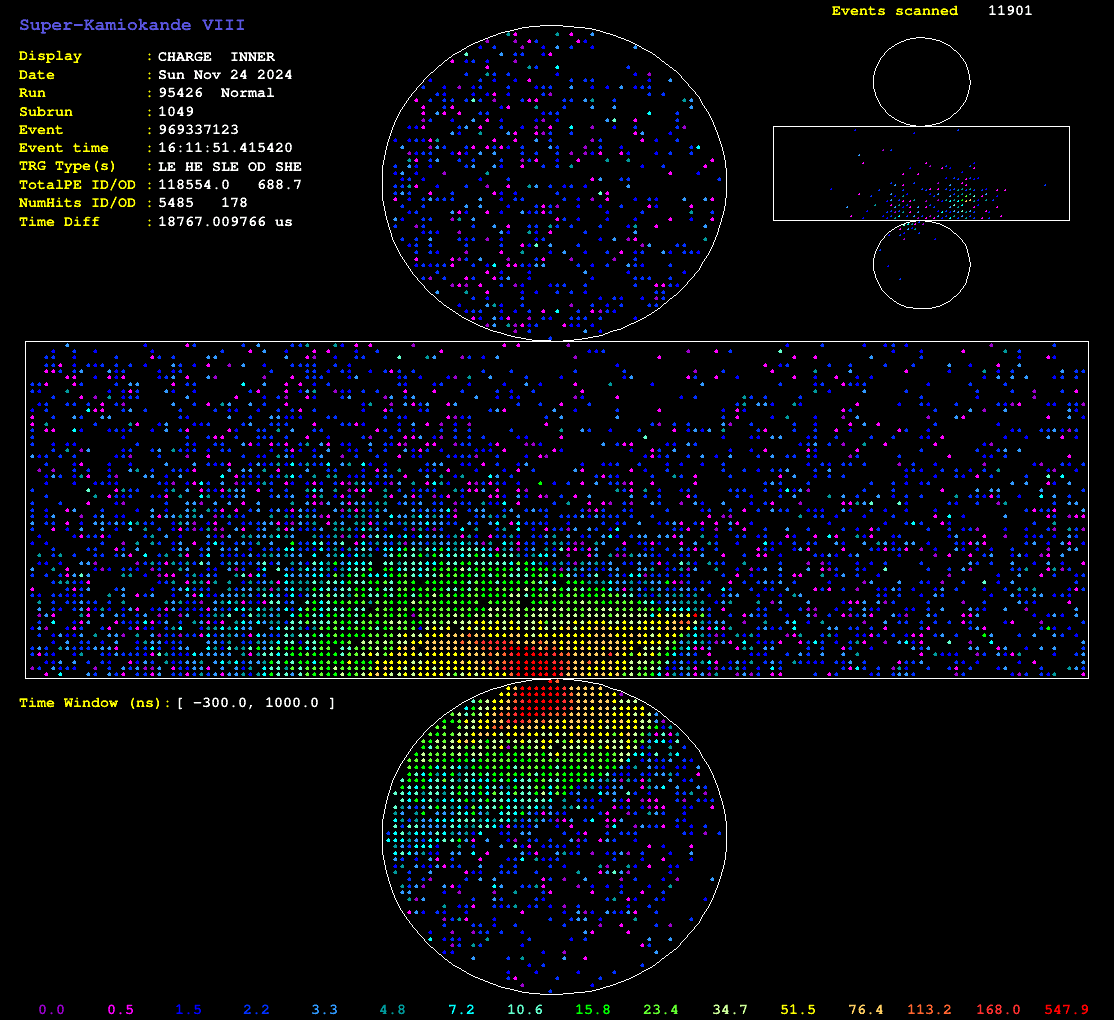 Super-Kamiokande VIII
Events scanned 11901
Display : CHARGE INNER
Date : Sun Nov 24 2024
Run : 95426 Normal
Subrun : 1049
Event : 969337123
Event time : 16:11:51.415420
TRG Type(s) : LE HE SLE OD SHE
TotalPE ID/OD : 118554.0 688.7
NumHits ID/OD : 5485 178
Time Diff : 18767.009766 us
Time Window (ns): [ -300.0, 1000.0 ]
0.0 0.5 1.5 2.2 3.3 4.8 7.2 10.6 15.8 23.4 34.7 51.5 76.4 113.2 168.0 547.9